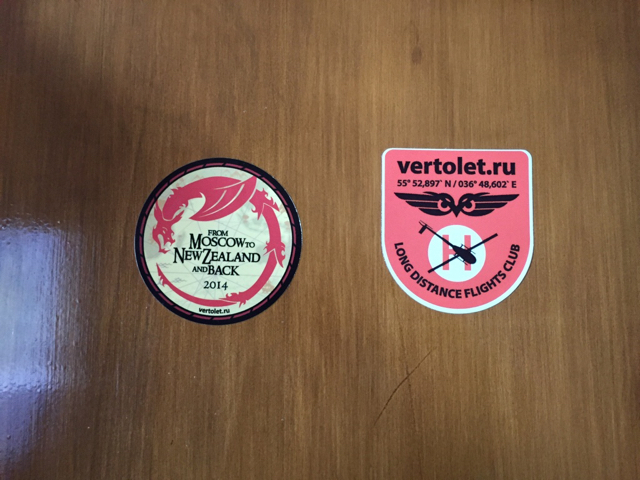 FROM
MOSCOW TO
NEW ZEALAND
AND BACK
2014
vertolet.ru
vertolet.ru
55° 52,897` N / 036° 48,602` E
H
LONG DISTANCE FLIGHTS CLUB